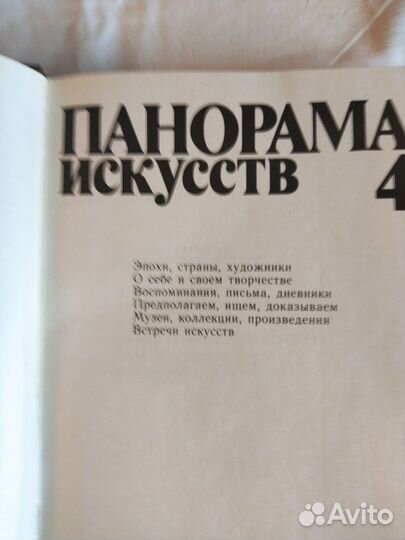 ПАНОРАМА
ИСКУССТВ 4
Эпохи, страны, художники
О себе и своем творчестве
Воспоминания, письма, дневники
Предполагаем, ищем, доказываем
Музеи, коллекции, произведения
Встречи искусств
Avito